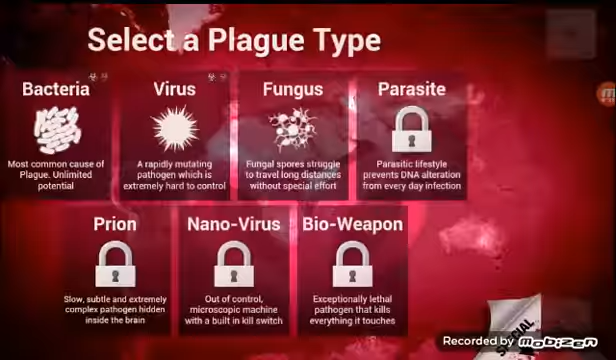 Select a Plague Type
Bacteria
Most common cause of
Plague. Unlimited
potential
Virus
A rapidly mutating
pathogen which is
extremely hard to control
Fungus
Fungal spores struggle
to travel long distances
without special effort
Parasite
Parasitic lifestyle
prevents DNA alteration
from every day infection
Prion
Slow, subtle and extremely
complex pathogen hidden
inside the brain
Nano-Virus
Out of control,
microscopic machine
with a built in kill switch
Bio-Weapon
Exceptionally lethal
pathogen that kills
everything it touches
SPECIAL
Recorded by Mobizen